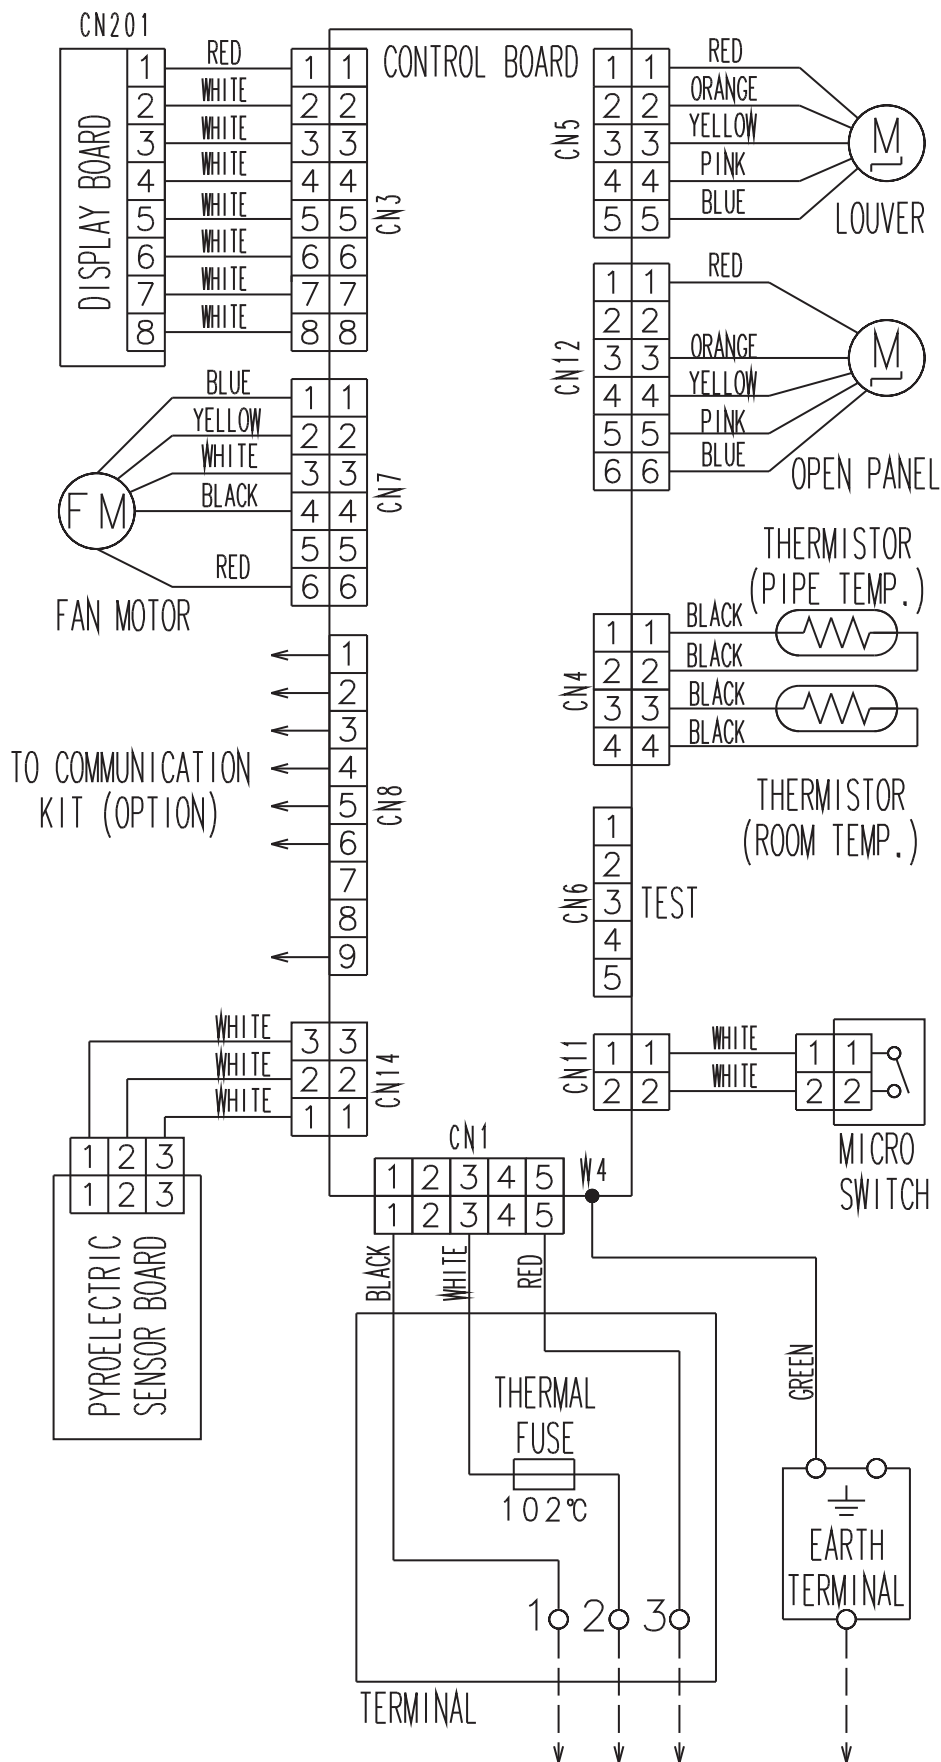 CN201
DISPLAY BOARD
1
2
3
4
5
6
7
8
RED
WHITE
WHITE
WHITE
WHITE
WHITE
WHITE
WHITE
1 1
2 2
3 3
4 4
5 5
6 6
7 7
8 8
CN3
CONTROL BOARD
CN5
1 1
2 2
3 3
4 4
5 5
RED
ORANGE
YELLOW
PINK
BLUE
M
LOUVER
CN12
1 1
2 2
3 3
4 4
5 5
6 6
RED
ORANGE
YELLOW
PINK
BLUE
M
OPEN PANEL
FM
FAN MOTOR
BLUE
YELLOW
WHITE
BLACK
RED
1 1
2 2
3 3
4 4
5 5
6 6
CN7
CN4
1 1
2 2
3 3
4 4
BLACK
BLACK
BLACK
BLACK
THERMISTOR
(PIPE TEMP.)
THERMISTOR
(ROOM TEMP.)
TO COMMUNICATION
KIT (OPTION)
1
2
3
4
5
6
7
8
9
CN8
CN6
1
2
3
4
5
TEST
WHITE
WHITE
WHITE
3 3
2 2
1 1
CN14
1 2 3
1 2 3
PYROELECTRIC
SENSOR BOARD
CN11
1 1
2 2
WHITE
WHITE
1 1
2 2
MICRO
SWITCH
CN1
1 2 3 4 5
1 2 3 4 5
W4
BLACK
WHITE
RED
GREEN
THERMAL
FUSE
102℃
1 2 3
TERMINAL
EARTH
TERMINAL